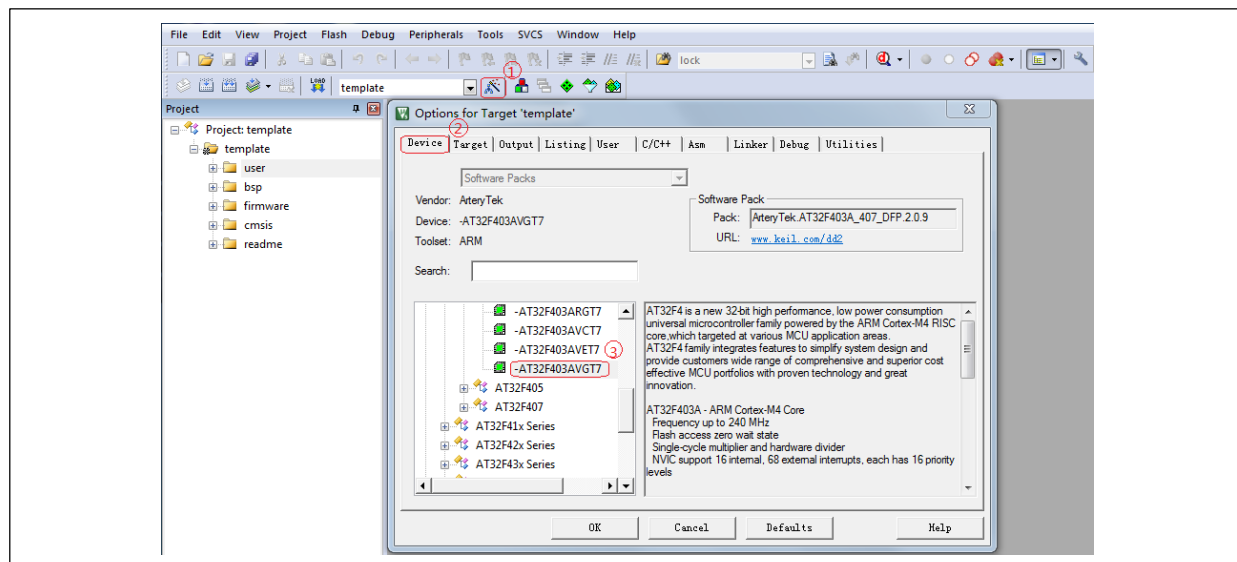 File Edit View Project Flash Debug Peripherals Tools SVCS Window Help
lock
①
LOAD
template
Project
Project: template
template
user
bsp
firmware
cmsis
readme
Options for Target 'template'
②
Device Target Output Listing User C/C++ Asm Linker Debug Utilities
Software Packs
Vendor: ArteryTek
Device: -AT32F403AVGT7
Toolset: ARM
Search:
Software Pack
Pack: ArteryTek.AT32F403A_407_DFP.2.0.9
URL: www.keil.com/dd2
-AT32F403ARGT7
-AT32F403AVCT7
-AT32F403AVET7 ③
-AT32F403AVGT7
AT32F405
AT32F407
AT32F41x Series
AT32F42x Series
AT32F43x Series
AT32F4 is a new 32-bit high performance, low power consumption
universal microcontroller family powered by the ARM Cortex-M4 RISC
core,which targeted at various MCU application areas.
AT32F4 family integrates features to simplify system design and
provide customers wide range of comprehensive and superior cost
effective MCU portfolios with proven technology and great
innovation.
AT32F403A - ARM Cortex-M4 Core
Frequency up to 240 MHz
Flash access zero wait state
Single-cycle multiplier and hardware divider
NVIC support 16 internal, 68 external interrupts, each has 16 priority
levels
OK Cancel Defaults Help